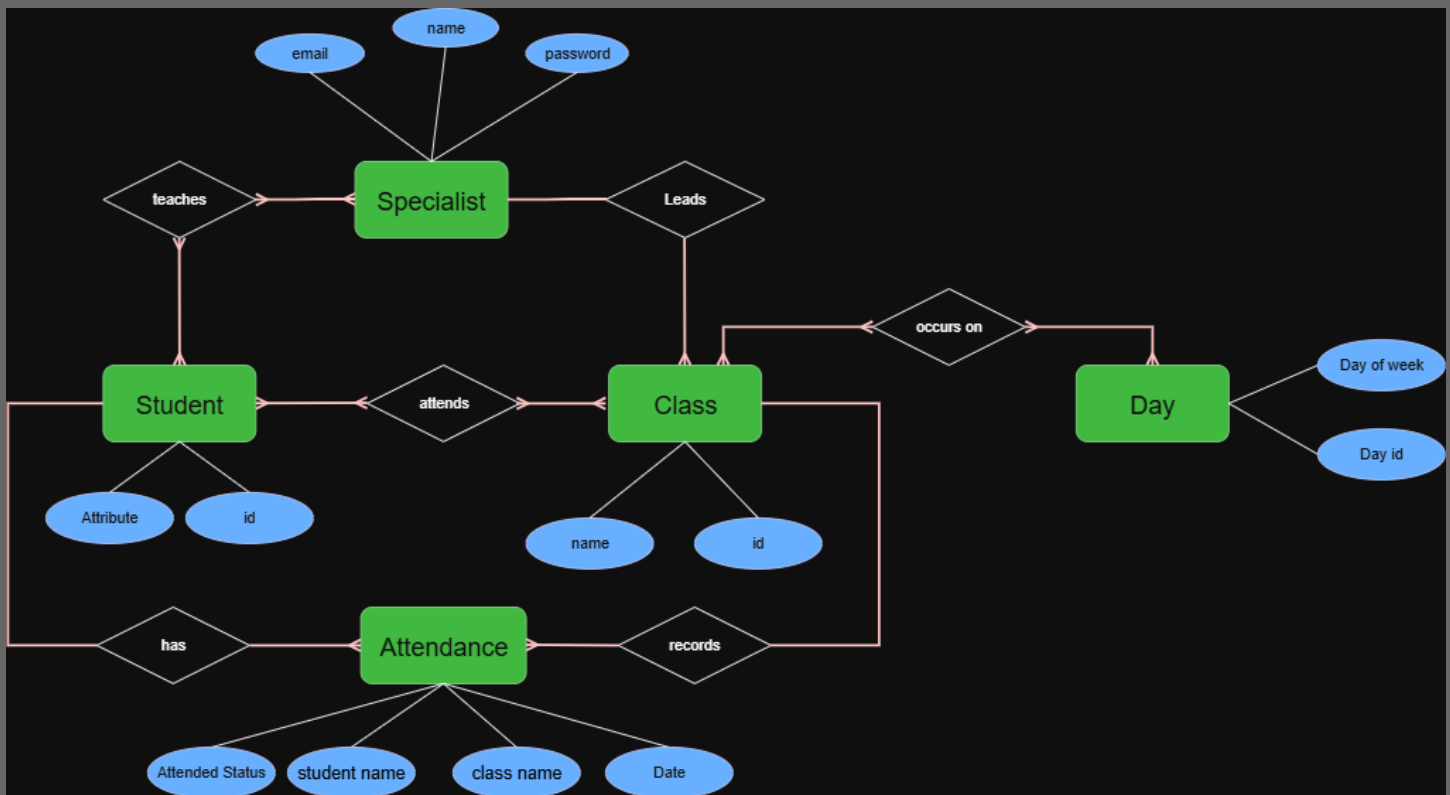 name
email
password
teaches
Specialist
Leads
occurs on
Day of week
Student
attends
Class
Day
Day id
Attribute
id
name
id
has
Attendance
records
Attended Status
student name
class name
Date